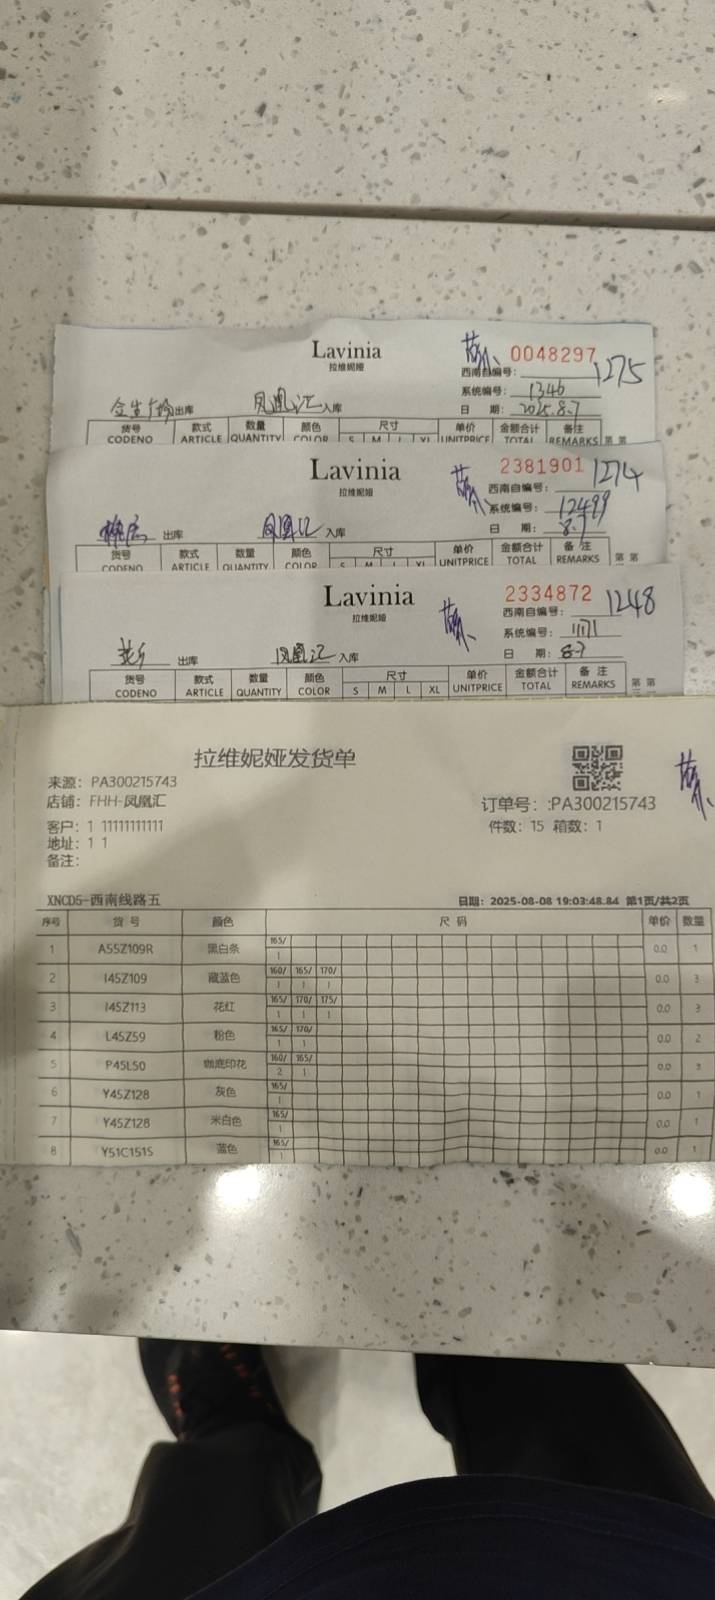 Lavinia
拉维妮娅
0048297
西南自编号: 1275
系统编号: 1346
出库 凤凰汇 入库
日 期: 2025.8.7
货号 款式 数量 颜色 尺寸 单价 金额合计 备注
CODENO ARTICLE QUANTITY COLOR S M L XL UNITPRICE TOTAL REMARKS
Lavinia
拉维妮娅
2381901
西南自编号: 1274
系统编号: 12499
出库 凤凰汇 入库
日 期: 8.7
货号 款式 数量 颜色 尺寸 单价 金额合计 备注
CODENO ARTICLE QUANTITY COLOR S M L XL UNITPRICE TOTAL REMARKS
Lavinia
拉维妮娅
2334872
西南自编号: 1248
系统编号: 11171
出库 凤凰汇 入库
日 期: 8.7
货号 款式 数量 颜色 尺寸 单价 金额合计 备注
CODENO ARTICLE QUANTITY COLOR S M L XL UNITPRICE TOTAL REMARKS
拉维妮娅发货单
来源: PA300215743
店铺: FHH-凤凰汇
订单号: :PA300215743
客户: 1 11111111111
件数: 15 箱数: 1
地址: 1 1
备注:
XNCD5-西南线路五
日期: 2025-08-08 19:03:48.84 第1页/共2页
序号 货 号 颜色 尺 码 单价 数量
1 A55Z109R 黑白条 165/ 1 0.0 1
2 I45Z109 藏蓝色 160/ 165/ 170/ 1 1 1 0.0 3
3 I45Z113 花红 165/ 170/ 175/ 1 1 1 0.0 3
4 L45Z59 粉色 165/ 170/ 1 1 0.0 2
5 P45L50 咖底印花 160/ 165/ 2 1 0.0 3
6 Y45Z128 灰色 165/ 1 0.0 1
7 Y45Z128 米白色 165/ 1 0.0 1
8 Y51C151S 蓝色 165/ 1 0.0 1